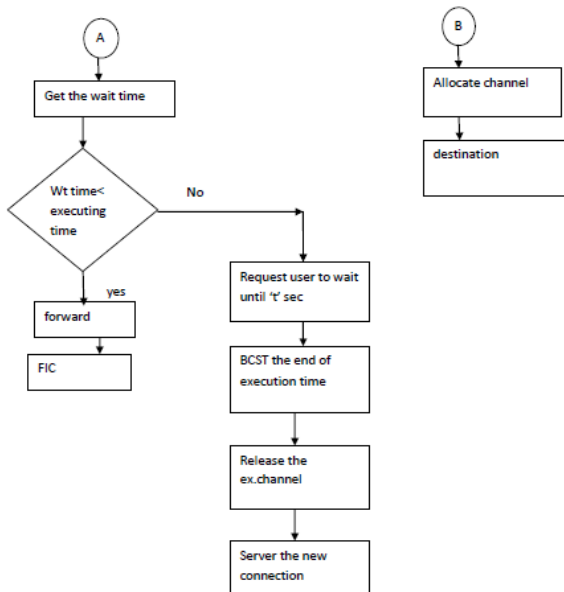 A
Get the wait time
Wt time<
executing
time
No
yes
forward
FIC
Request user to wait
until ‘t’ sec
BCST the end of
execution time
Release the
ex.channel
Server the new
connection
B
Allocate channel
destination